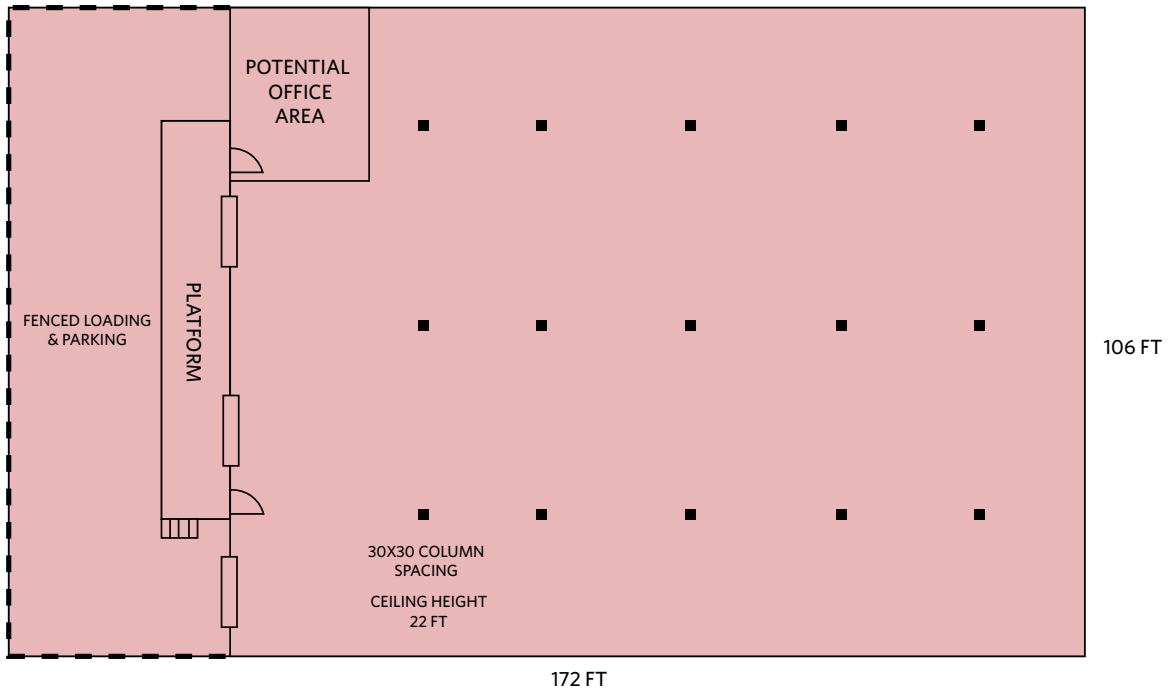 POTENTIAL
OFFICE
AREA
PLATFORM
FENCED LOADING
& PARKING
106 FT
30X30 COLUMN
SPACING
CEILING HEIGHT
22 FT
172 FT